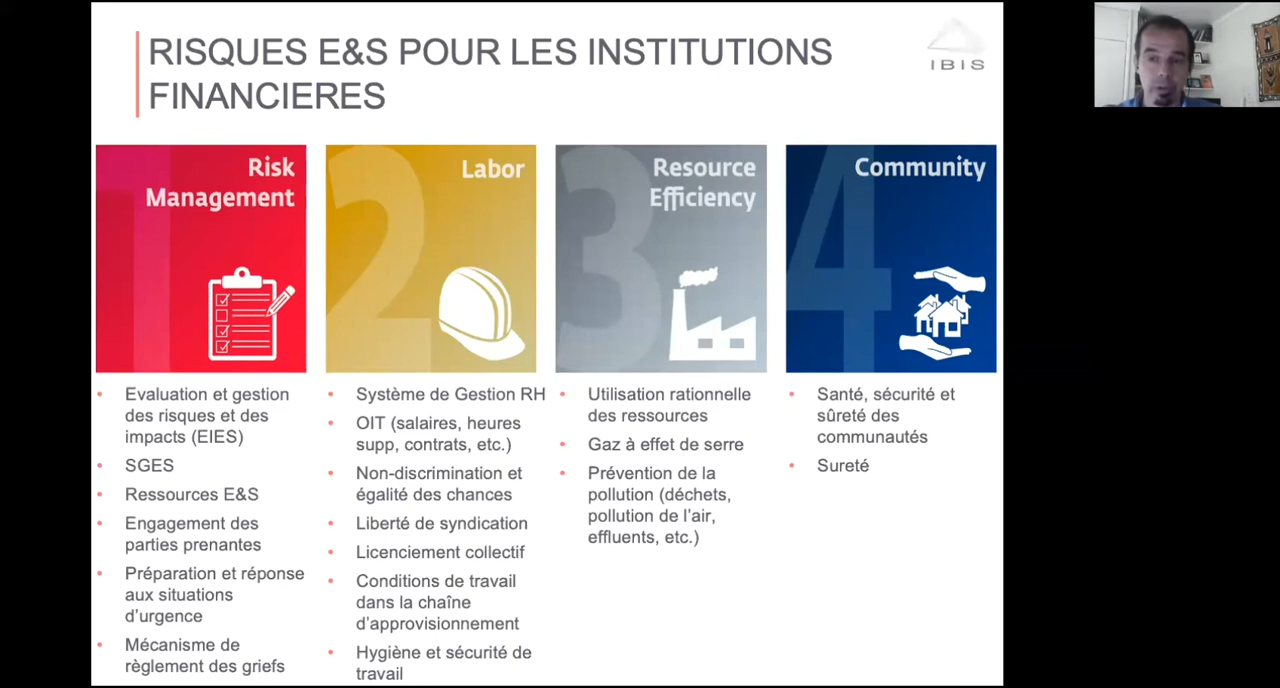 RISQUES E&S POUR LES INSTITUTIONS
FINANCIERES
IBIS
1
Risk
Management
2
Labor
3
Resource
Efficiency
4
Community
• Evaluation et gestion
des risques et des
impacts (EIES)
• SGES
• Ressources E&S
• Engagement des
parties prenantes
• Préparation et réponse
aux situations
d’urgence
• Mécanisme de
règlement des griefs
• Système de Gestion RH
• OIT (salaires, heures
supp, contrats, etc.)
• Non-discrimination et
égalité des chances
• Liberté de syndication
• Licenciement collectif
• Conditions de travail
dans la chaîne
d’approvisionnement
• Hygiène et sécurité de
travail
• Utilisation rationnelle
des ressources
• Gaz à effet de serre
• Prévention de la
pollution (déchets,
pollution de l’air,
effluents, etc.)
• Santé, sécurité et
sûreté des
communautés
• Sureté